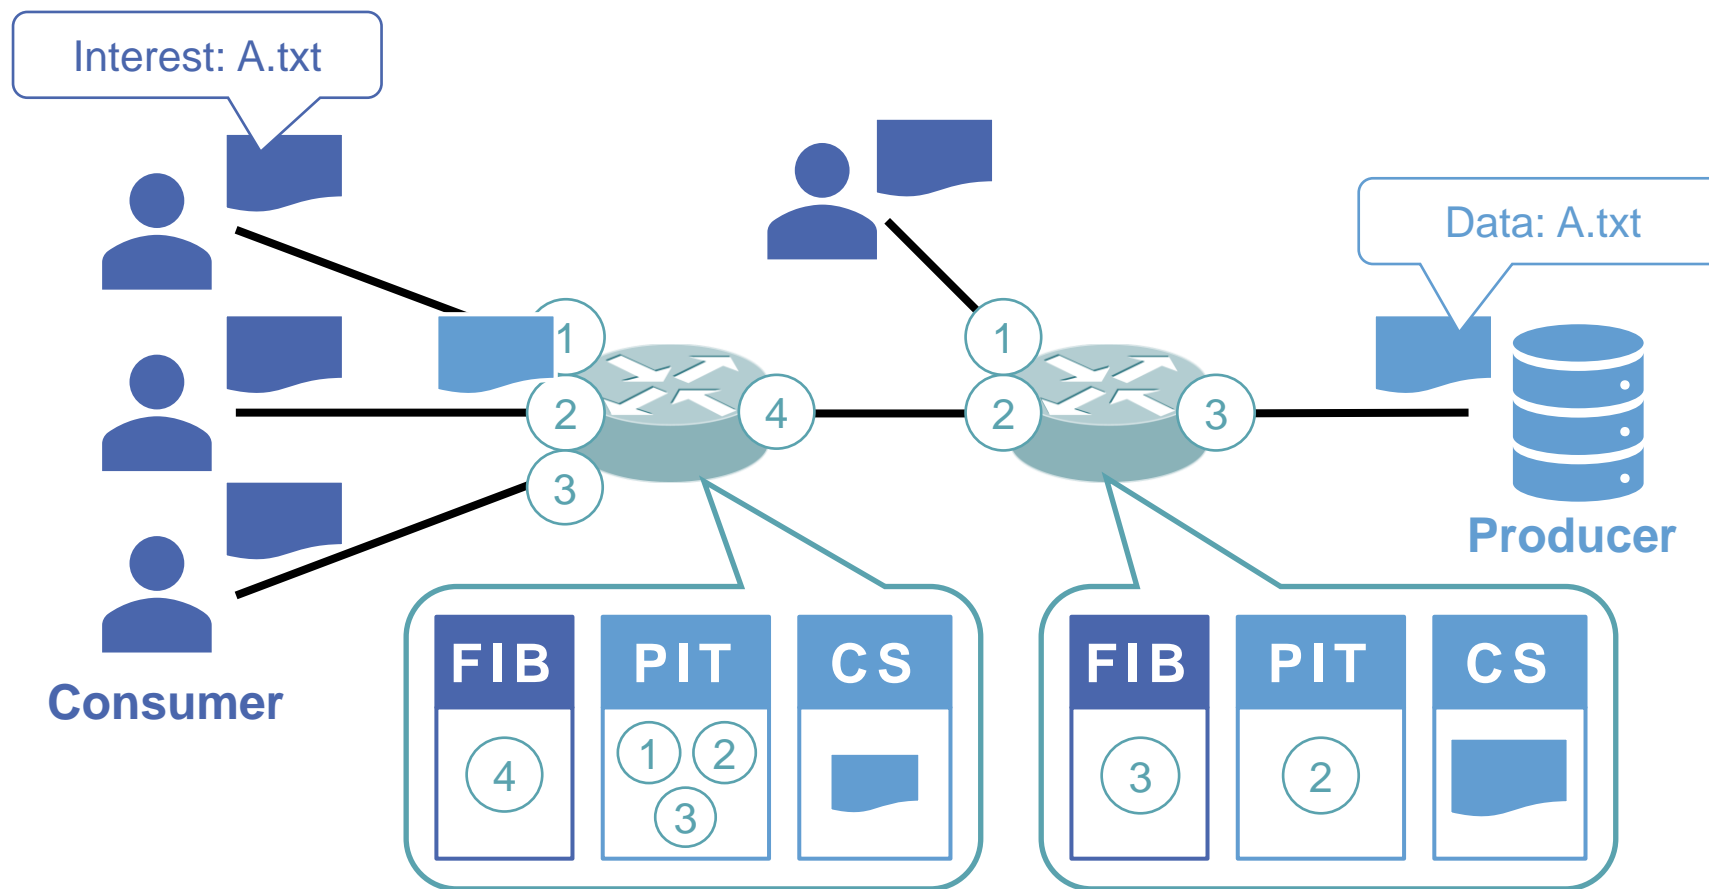 Interest: A.txt
Data: A.txt
1
1
2
4
2
3
3
Producer
Consumer
FIB PIT CS
4
1 2
3
FIB PIT CS
3
2